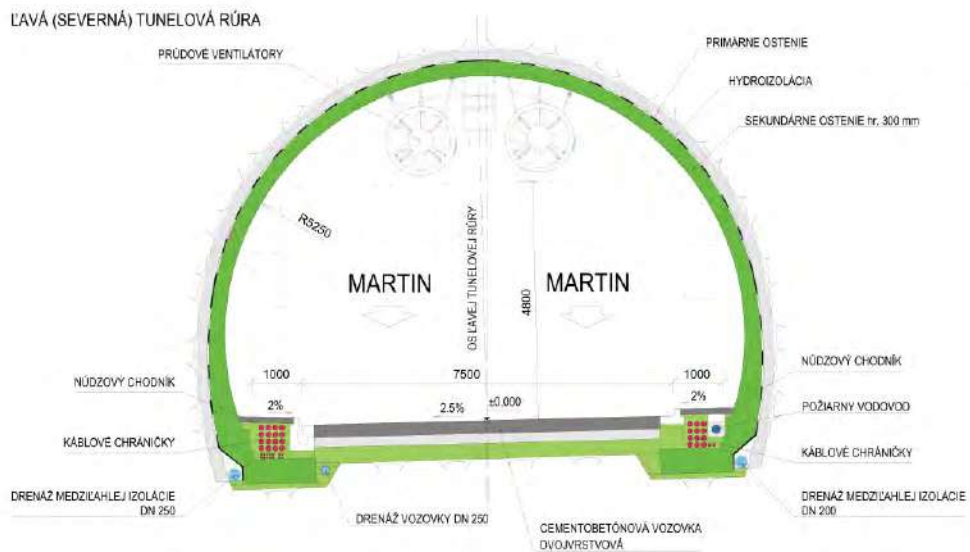 ĽAVÁ (SEVERNÁ) TUNELOVÁ RÚRA
PRÚDOVÉ VENTILÁTORY
PRIMÁRNE OSTENIE
HYDROIZOLÁCIA
SEKUNDÁRNE OSTENIE hr. 300 mm
R5250
OS ĽAVEJ TUNELOVEJ RÚRY
4800
MARTIN
MARTIN
1000
7500
1000
NÚDZOVÝ CHODNÍK
2%
2.5%
±0.000
2%
NÚDZOVÝ CHODNÍK
POŽIARNY VODOVOD
KÁBLOVÉ CHRÁNIČKY
KÁBLOVÉ CHRÁNIČKY
DRENÁŽ MEDZIĽAHLEJ IZOLÁCIE
DN 250
DRENÁŽ VOZOVKY DN 250
CEMENTOBETÓNOVÁ VOZOVKA
DVOJVRSTVOVÁ
DRENÁŽ MEDZIĽAHLEJ IZOLÁCIE
DN 200